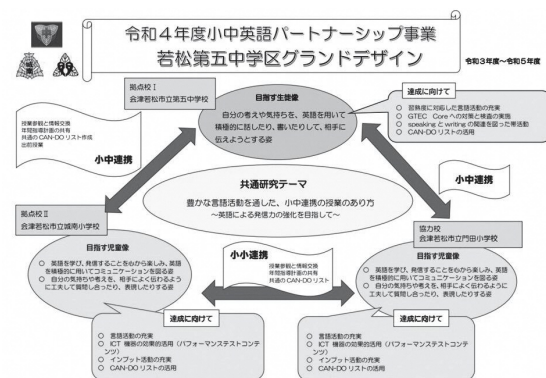 令和4年度小中英語パートナーシップ事業
若松第五中学区グランドデザイン
令和3年度～令和5年度
拠点校Ⅰ
会津若松市立第五中学校
目指す生徒像
自分の考えや気持ちを、英語を用いて
積極的に話したり、書いたりして、相手に
伝えようとする姿
達成に向けて
○ 習熟度に対応した言語活動の充実
○ GTEC Core への対策と検査の実施
○ speaking と writing の関連を図った帯活動
○ CAN-DO リストの活用
授業参観と情報交換
年間指導計画の共有
共通の CAN-DO リスト作成
出前授業
小中連携
小中連携
共通研究テーマ
豊かな言語活動を通した、小中連携の授業のあり方
～英語による発信力の強化を目指して～
拠点校Ⅱ
会津若松市立城南小学校
目指す児童像
○ 英語を学び、発信することを心から楽しみ、英語
を積極的に用いてコミュニケーションを図る姿
○ 自分の気持ちや考えを、相手によく伝わるように
工夫して質問し合ったり、表現したりする姿
達成に向けて
○ 言語活動の充実
○ ICT 機器の効果的活用（パフォーマンステストコンテ
ンツ）
○ インプット活動の充実
○ CAN-DO リストの活用
小小連携
授業参観と情報交換
年間指導計画の共有
共通の CAN-DO リスト
協力校
会津若松市立門田小学校
目指す児童像
○ 英語を学び、発信することを心から楽しみ、英語
を積極的に用いてコミュニケーションを図る姿
○ 自分の気持ちや考えを、相手によく伝わるように
工夫して質問し合ったり、表現したりする姿
達成に向けて
○ 言語活動の充実
○ ICT 機器の効果的活用（パフォーマンステストコンテ
ンツ）
○ インプット活動の充実
○ CAN-DO リストの活用